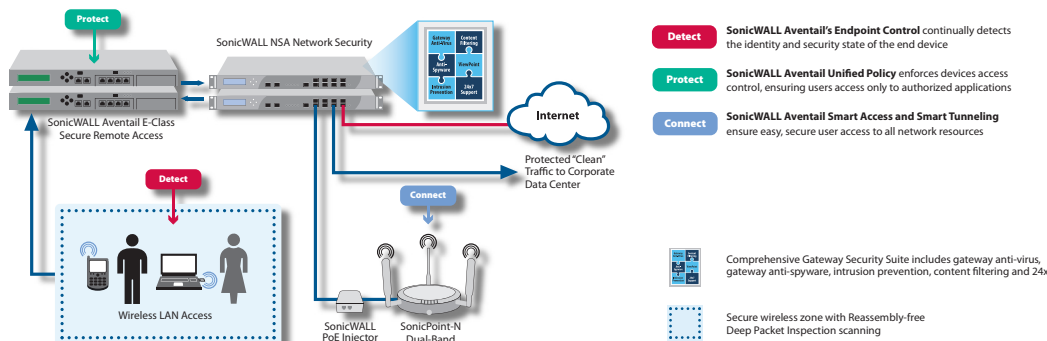 Protect
SonicWALL NSA Network Security
Gateway
Anti-Virus
Content
Filtering
Anti-
Spyware
ViewPoint
Intrusion
Prevention
24x7
Support
SonicWALL Aventail E-Class
Secure Remote Access
Internet
Protected “Clean”
Traffic to Corporate
Data Center
Detect
Connect
Wireless LAN Access
SonicWALL
PoE Injector
SonicPoint-N
Dual-Band
Detect
SonicWALL Aventail’s Endpoint Control continually detects
the identity and security state of the end device
Protect
SonicWALL Aventail Unified Policy enforces devices access
control, ensuring users access only to authorized applications
Connect
SonicWALL Aventail Smart Access and Smart Tunneling
ensure easy, secure user access to all network resources
Comprehensive Gateway Security Suite includes gateway anti-virus,
gateway anti-spyware, intrusion prevention, content filtering and 24x
Secure wireless zone with Reassembly-free
Deep Packet Inspection scanning